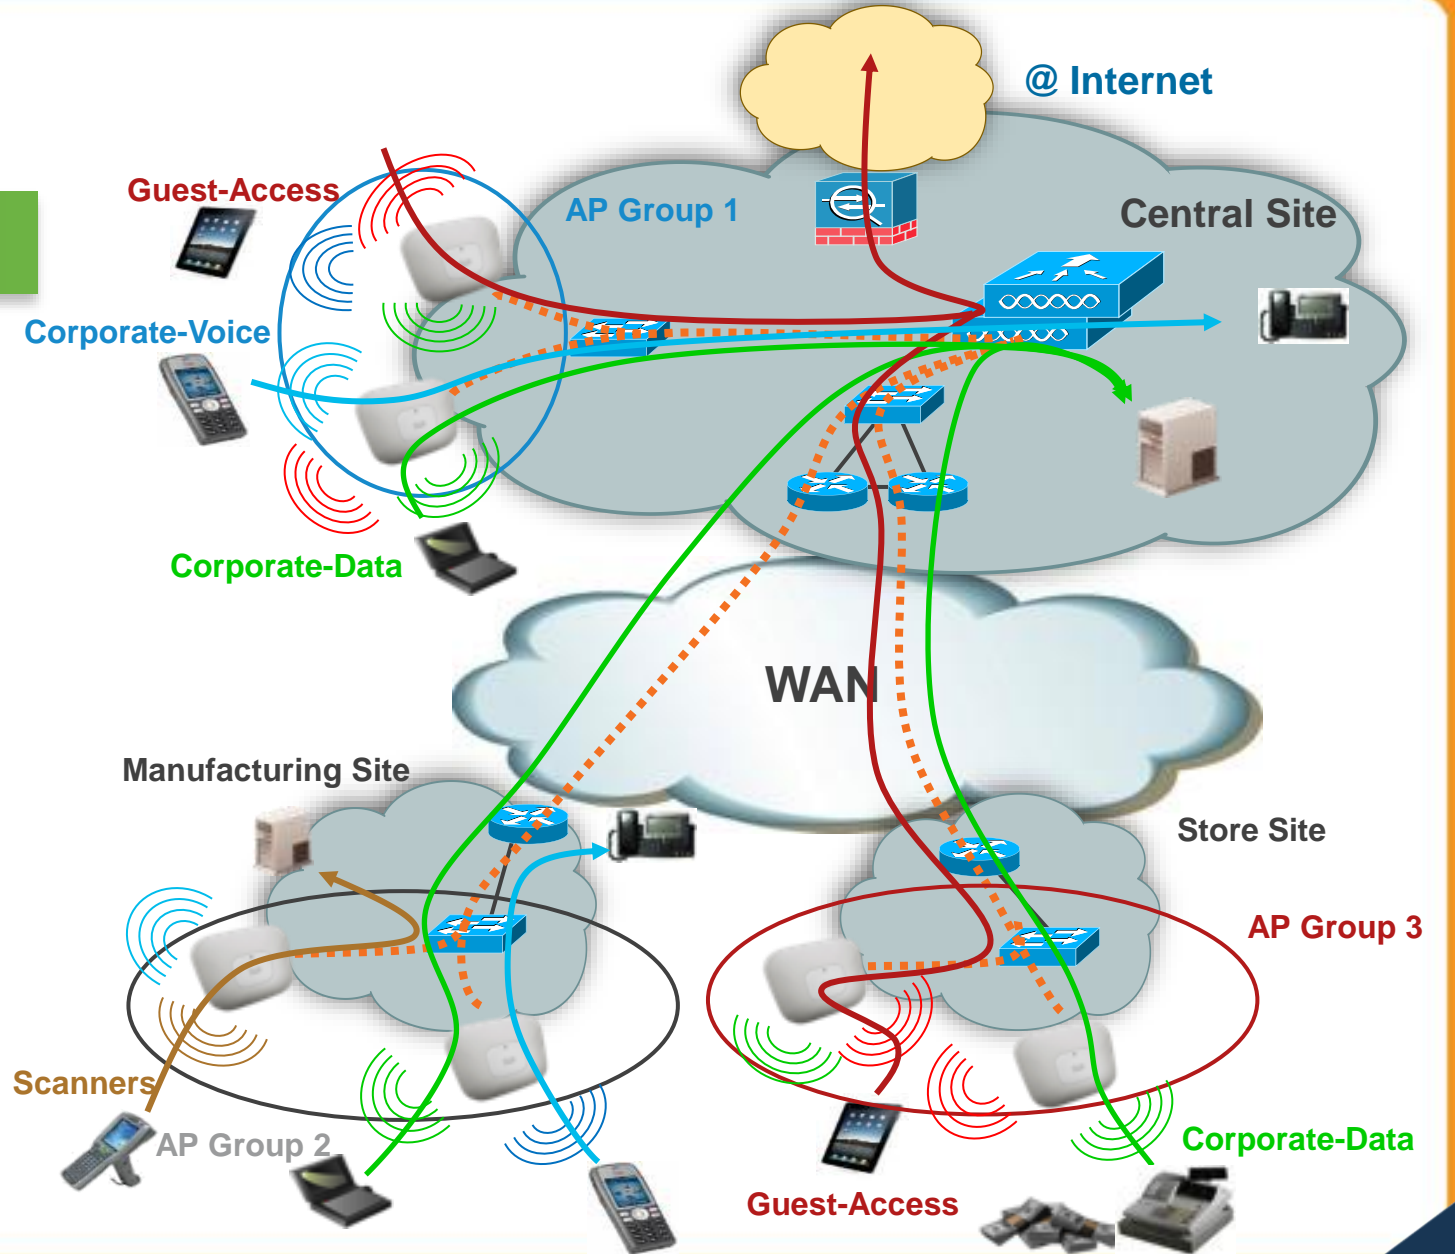 @ Internet
Guest-Access
AP Group 1
Central Site
Corporate-Voice
Corporate-Data
WAN
Manufacturing Site
Store Site
AP Group 3
Scanners
AP Group 2
Corporate-Data
Guest-Access